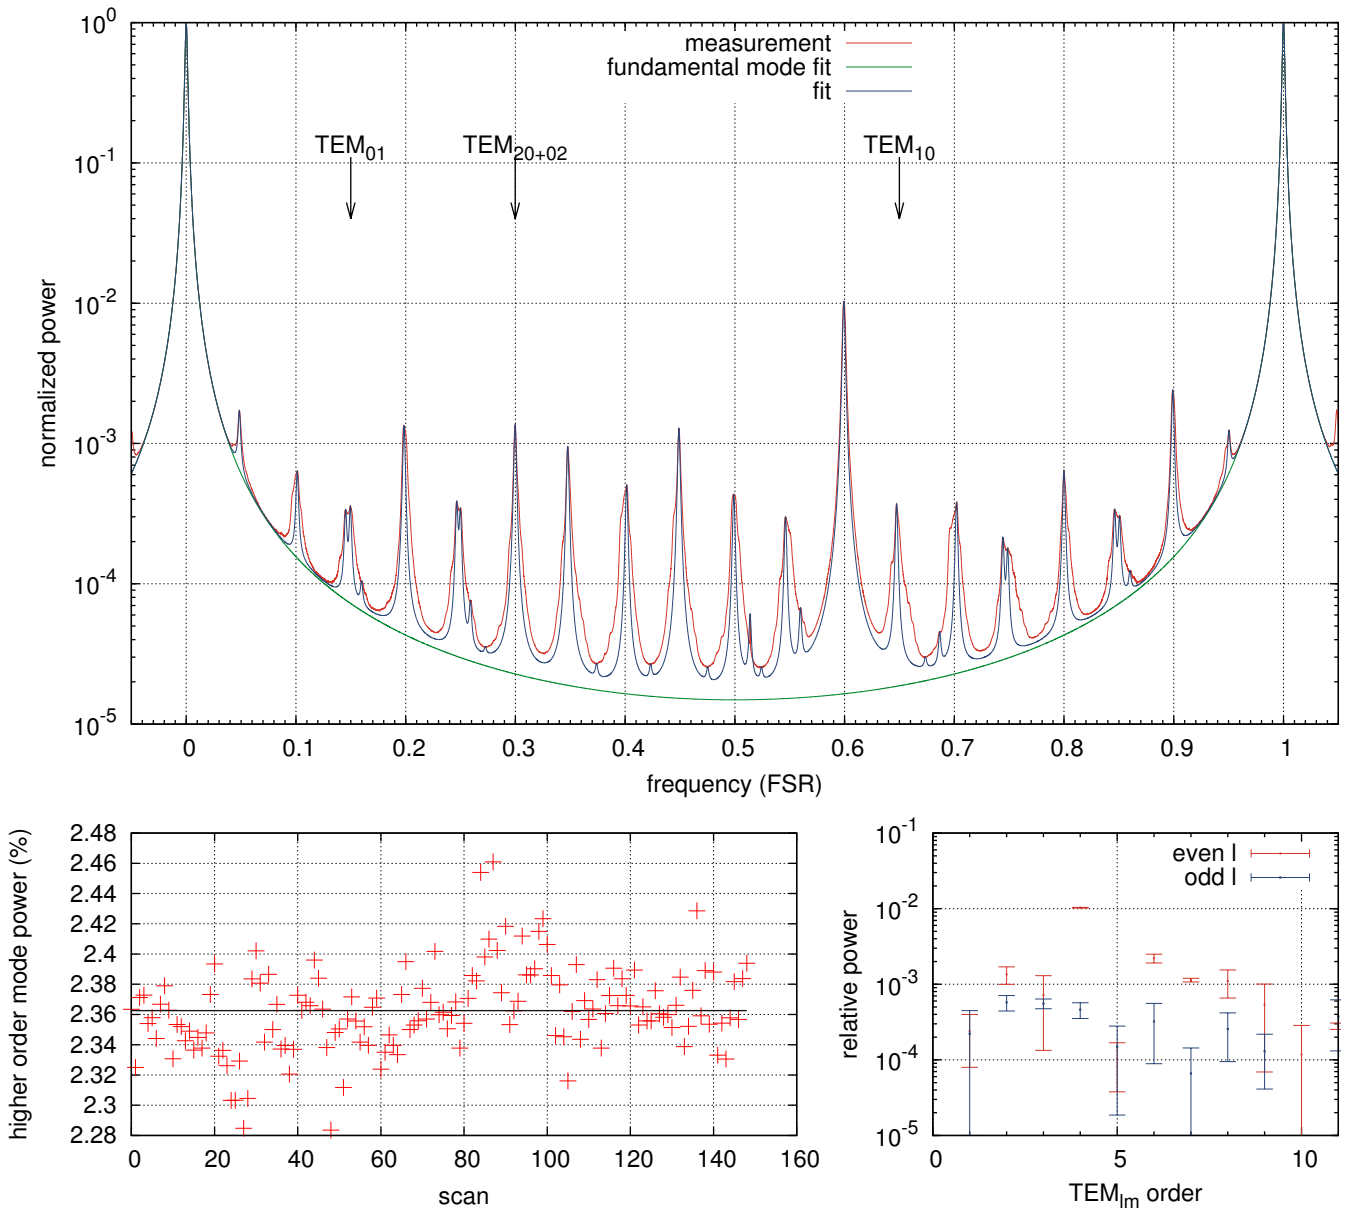 10^0
10^-1
10^-2
10^-3
10^-4
10^-5
normalized power
measurement
fundamental mode fit
fit
TEM_01
TEM_20+02
TEM_10
0 0.1 0.2 0.3 0.4 0.5 0.6 0.7 0.8 0.9 1
frequency (FSR)
higher order mode power (%)
2.48
2.46
2.44
2.42
2.4
2.38
2.36
2.34
2.32
2.3
2.28
0 20 40 60 80 100 120 140 160
scan
relative power
10^-1
10^-2
10^-3
10^-4
10^-5
even l
odd l
0 5 10
TEM_lm order